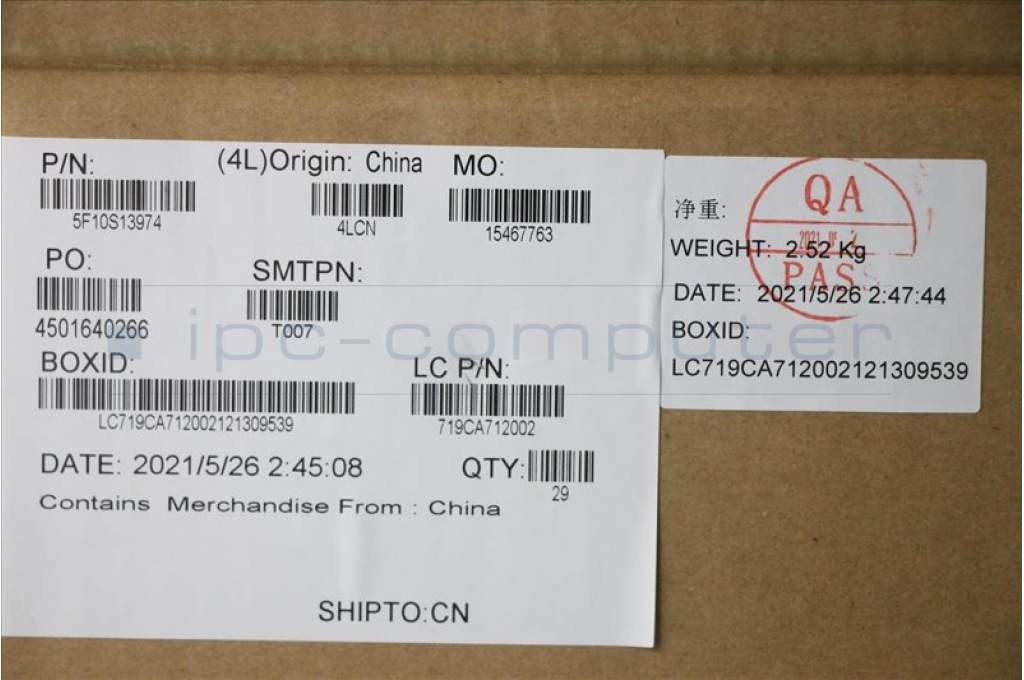 P/N:
5F10S13974
(4L)Origin: China
4LCN
MO:
15467763
PO:
4501640266
SMTPN:
T007
BOXID:
LC719CA712002121309539
LC P/N:
719CA712002
DATE: 2021/5/26 2:45:08
QTY:
29
Contains Merchandise From : China
SHIPTO:CN
净重:
WEIGHT: 2.52 Kg
DATE: 2021/5/26 2:47:44
BOXID:
LC719CA712002121309539
QA
PASS
ipc-computer